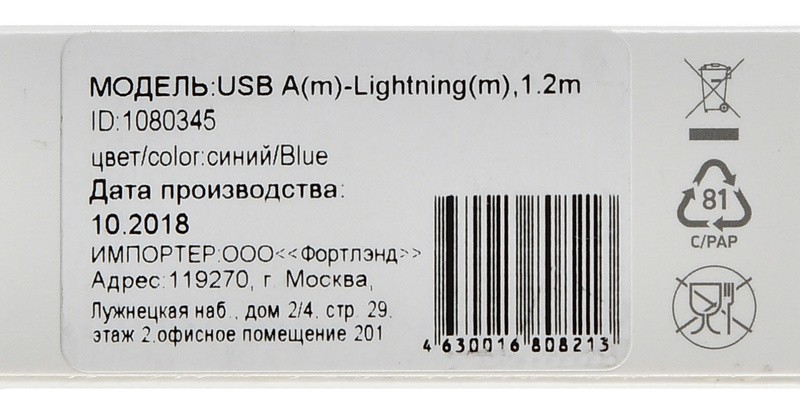 МОДЕЛЬ:USB A(m)-Lightning(m),1.2m
ID:1080345
цвет/color:синий/Blue
Дата производства:
10.2018
ИМПОРТЕР:ООО<<Фортлэнд>>
Адрес:119270, г. Москва,
Лужнецкая наб., дом 2/4, стр. 29,
этаж 2,офисное помещение 201
4 630016 808213
81
C/PAP